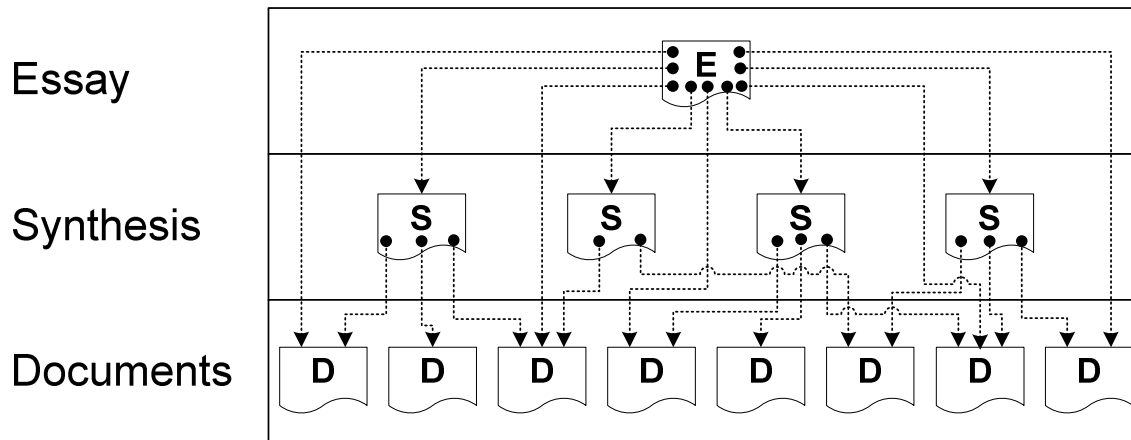 Essay
E
Synthesis
S S S S
Documents
D D D D D D D D